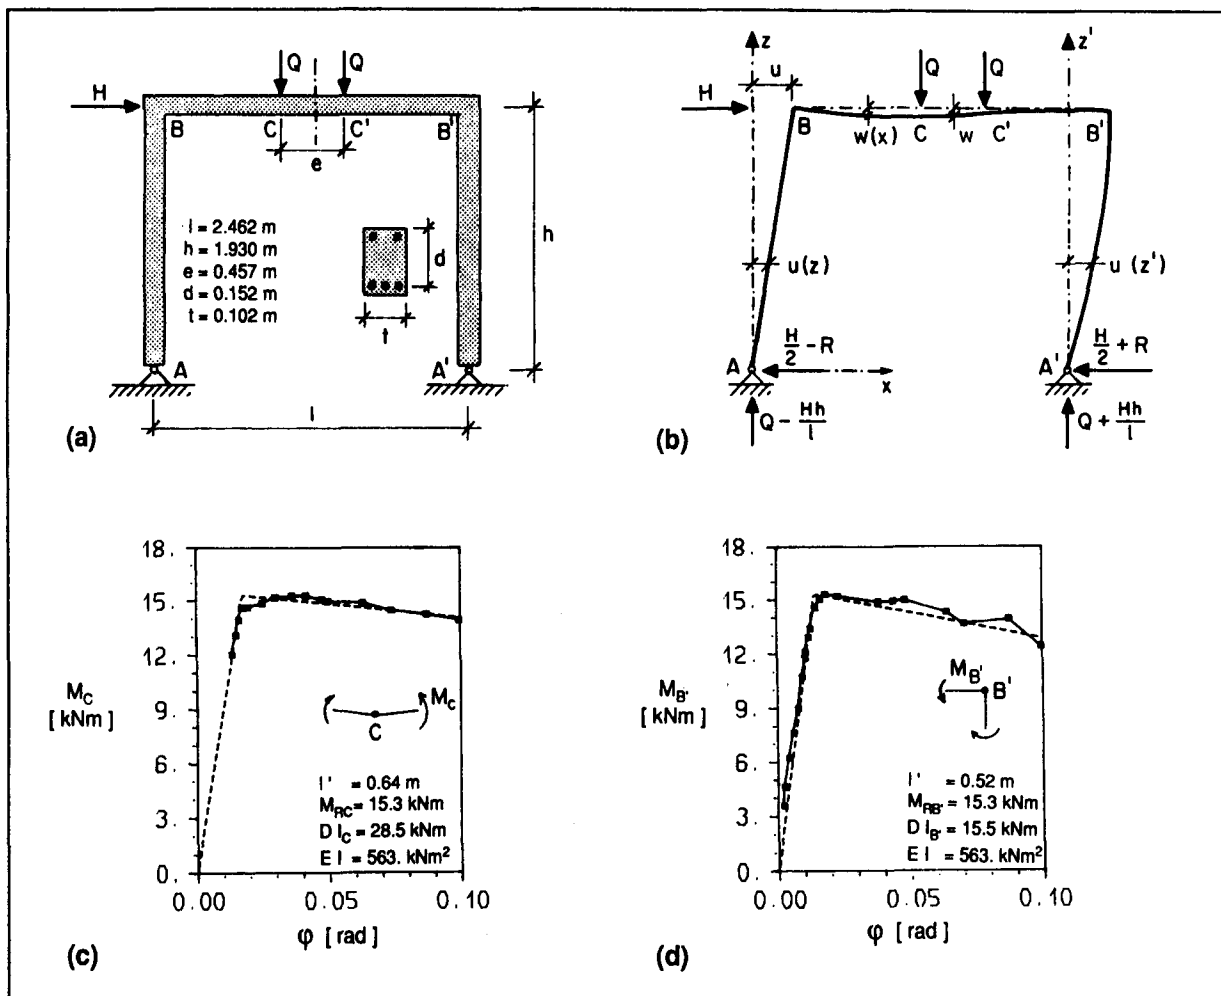 Q Q
H
B C C' B'
e
l = 2.462 m
h = 1.930 m
e = 0.457 m
d = 0.152 m
t = 0.102 m
d
t
h
A A'
l
(a)
z z'
u
Q Q
H
B w(x) C w C' B'
u(z) u (z')
H/2 - R H/2 + R
A A'
x
Q - Hh/l Q + Hh/l
(b)
18.
15.
12.
9.
6.
3.
0.
M_C
[ kNm ]
M_C
C
l' = 0.64 m
M_RC = 15.3 kNm
D I_C = 28.5 kNm
E I = 563. kNm²
0.00 0.05 0.10
φ [ rad ]
(c)
18.
15.
12.
9.
6.
3.
0.
M_B'
[ kNm ]
M_B' B'
l' = 0.52 m
M_RB' = 15.3 kNm
D I_B' = 15.5 kNm
E I = 563. kNm²
0.00 0.05 0.10
φ [ rad ]
(d)